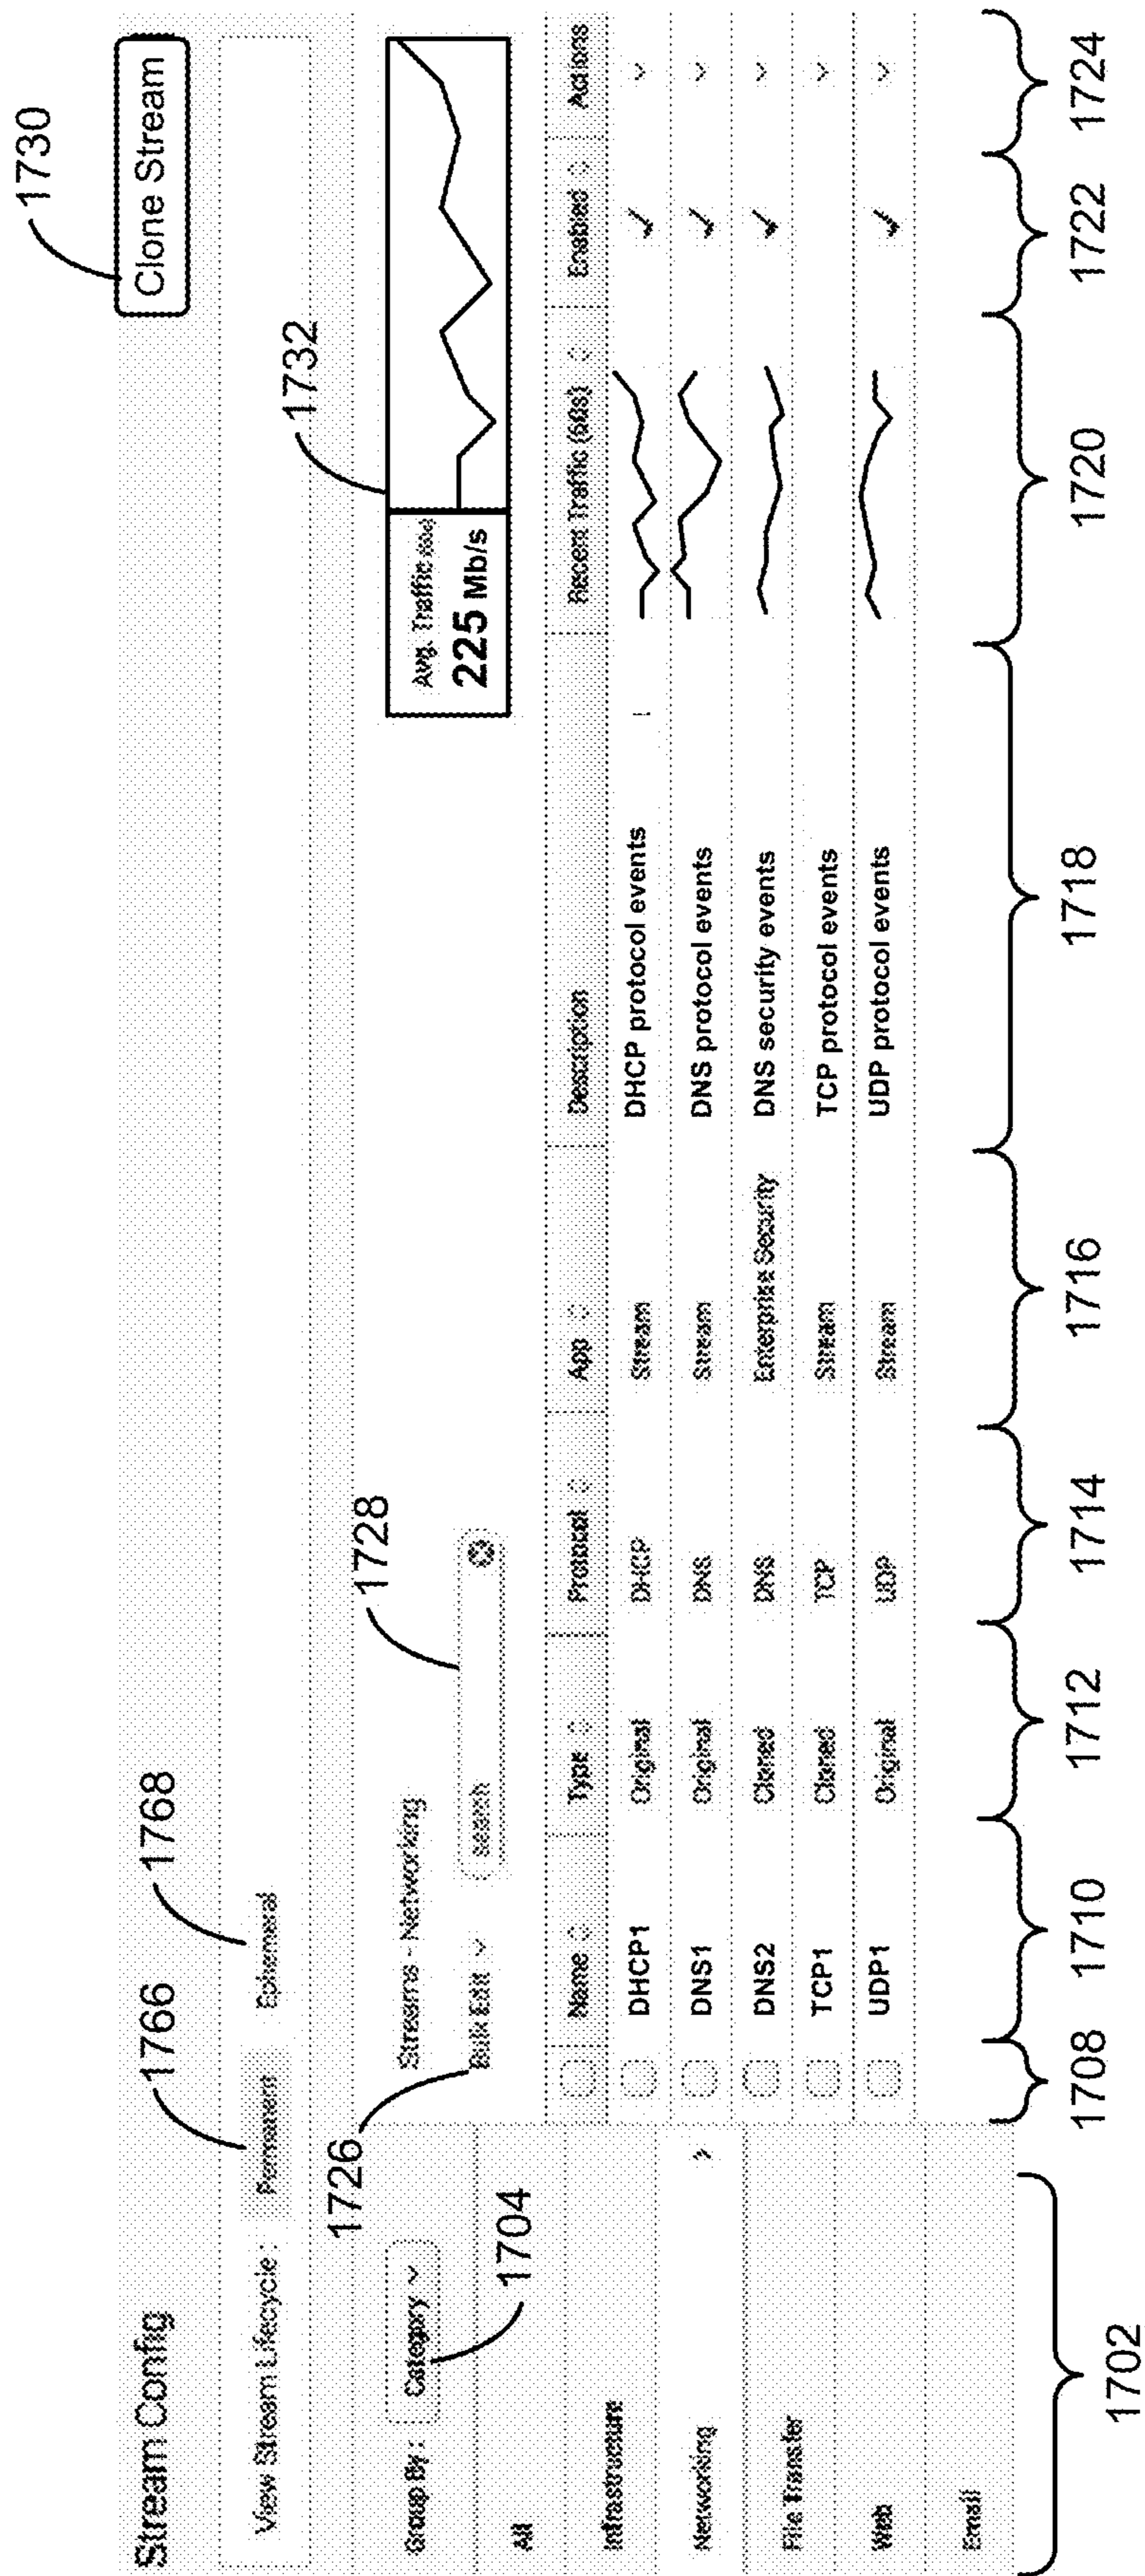 1730
Stream Config
Clone Stream
1766
1768
View Stream Lifecycle :
Permanent
Ephemeral
1732
Group By :
Category
1726
1704
Streams - Networking
Bulk Edit
search
1728
Avg. Traffic (60s)
225 Mb/s
All
Infrastructure
Networking
File Transfer
Web
Email
Name Type Protocol App Description Recent Traffic (60s) Enabled Actions
DHCP1 Original DHCP Stream DHCP protocol events
DNS1 Original DNS Stream DNS protocol events
DNS2 Cloned DNS Enterprise Security DNS security events
TCP1 Cloned TCP Stream TCP protocol events
UDP1 Original UDP Stream UDP protocol events
1702 1708 1710 1712 1714 1716 1718 1720 1722 1724